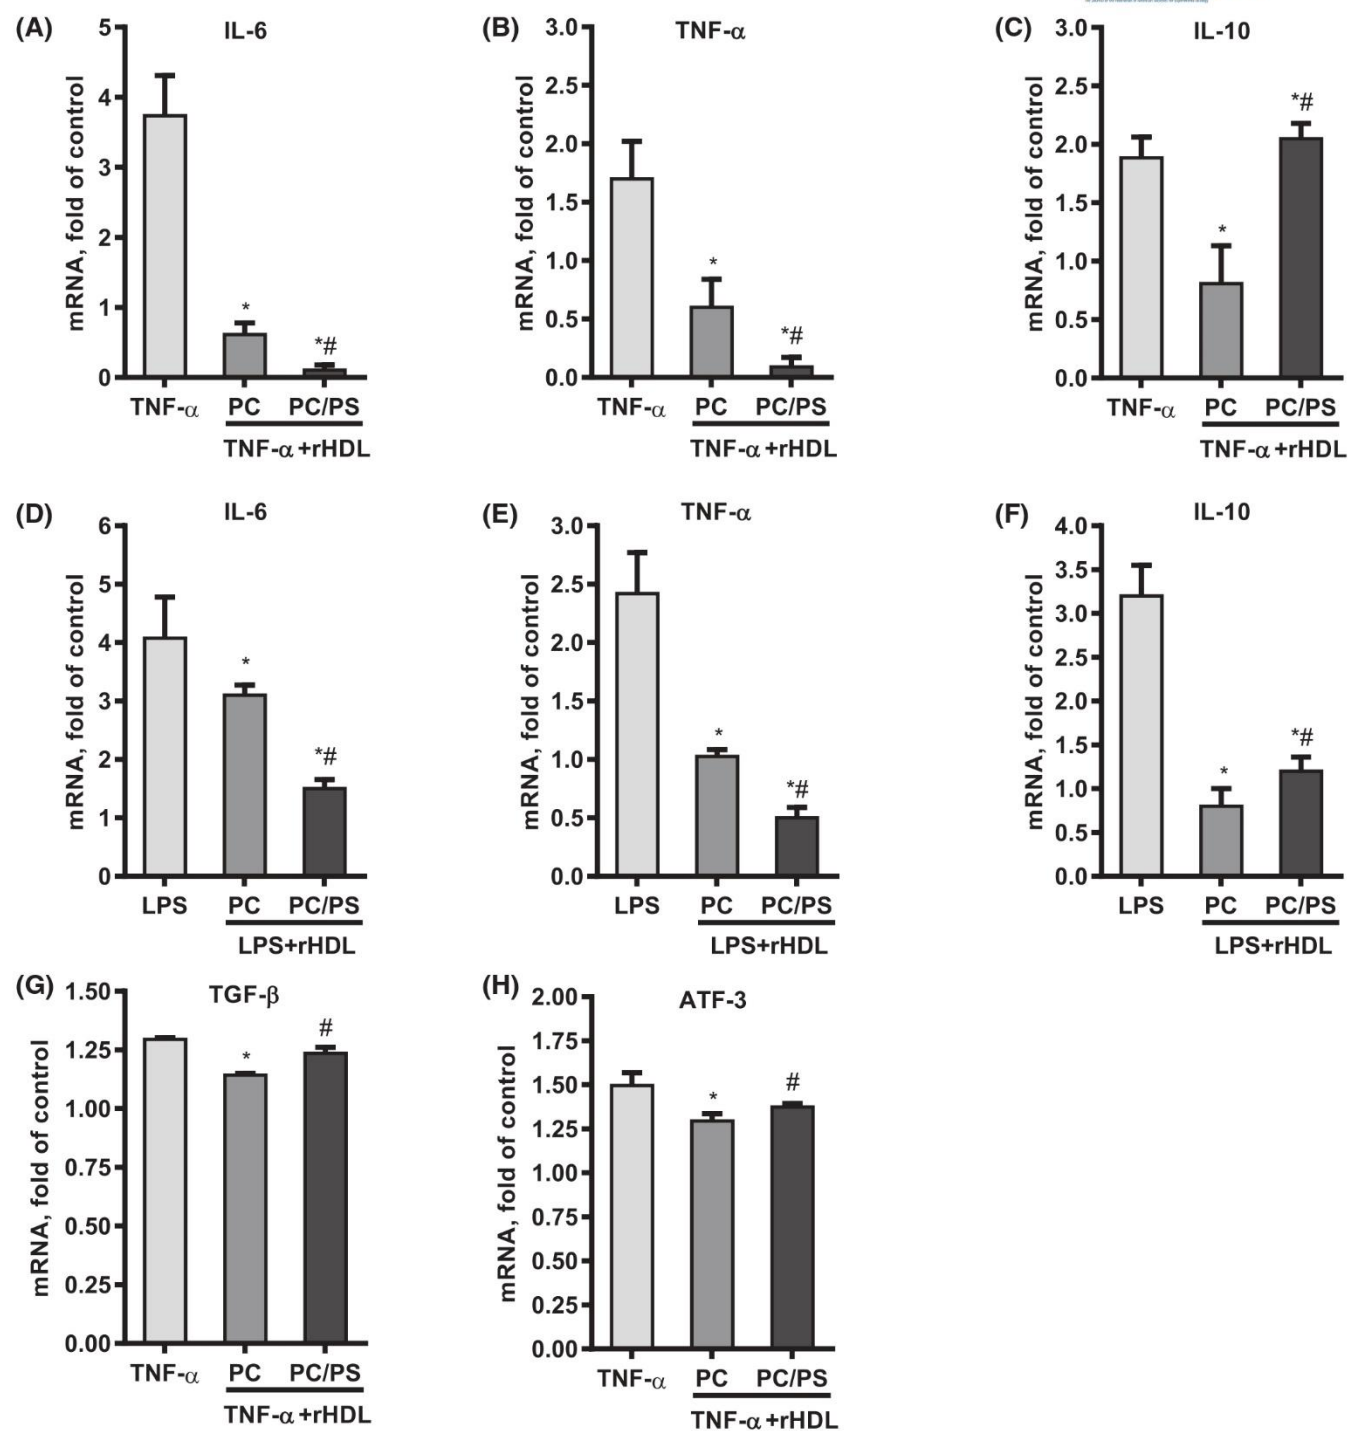 (A) IL-6
mRNA, fold of control
5
4
3
2
1
0
*
*#
TNF-α PC PC/PS
TNF-α+rHDL
(B) TNF-α
mRNA, fold of control
3.0
2.5
2.0
1.5
1.0
0.5
0.0
*
*#
TNF-α PC PC/PS
TNF-α+rHDL
(C) IL-10
mRNA, fold of control
3.0
2.5
2.0
1.5
1.0
0.5
0.0
*
*#
TNF-α PC PC/PS
TNF-α+rHDL
(D) IL-6
mRNA, fold of control
6
5
4
3
2
1
0
*
*#
LPS PC PC/PS
LPS+rHDL
(E) TNF-α
mRNA, fold of control
3.0
2.5
2.0
1.5
1.0
0.5
0.0
*
*#
LPS PC PC/PS
LPS+rHDL
(F) IL-10
mRNA, fold of control
4.0
3.5
3.0
2.5
2.0
1.5
1.0
0.5
0.0
*
*#
LPS PC PC/PS
LPS+rHDL
(G) TGF-β
mRNA, fold of control
1.50
1.25
1.00
0.75
0.50
0.25
0.00
*
#
TNF-α PC PC/PS
TNF-α+rHDL
(H) ATF-3
mRNA, fold of control
2.00
1.75
1.50
1.25
1.00
0.75
0.50
0.25
0.00
*
#
TNF-α PC PC/PS
TNF-α+rHDL